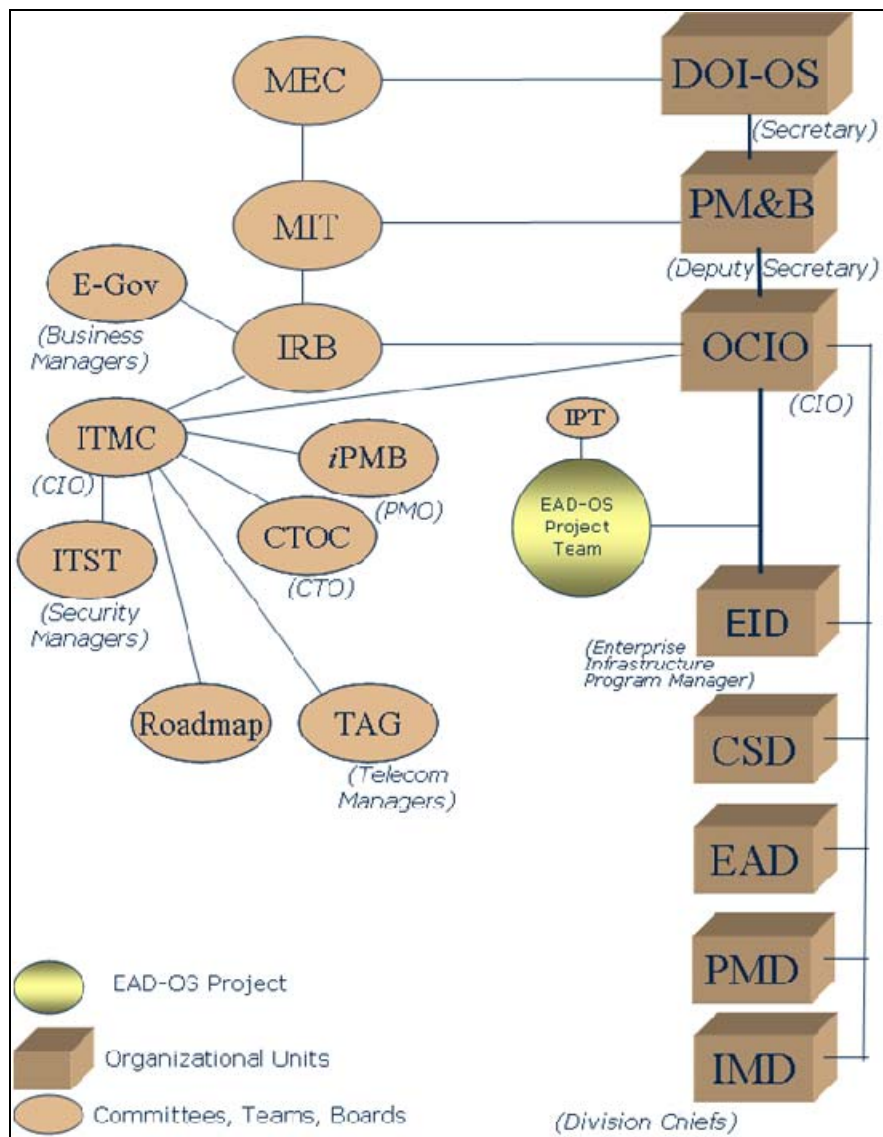 MEC
DOI-OS
(Secretary)
MIT
PM&B
(Deputy Secretary)
E-Gov
(Business
Managers)
IRB
OCIO
(CIO)
ITMC
(CIO)
iPMB
(PMO)
IPT
EAD-OS
Project
Team
CTOC
(CTO)
ITST
(Security
Managers)
EID
(Enterprise
Infrastructure
Program Manager)
Roadmap
TAG
(Telecom
Managers)
CSD
EAD
PMD
IMD
(Division Chiefs)
EAD-OS Project
Organizational Units
Committees, Teams, Boards